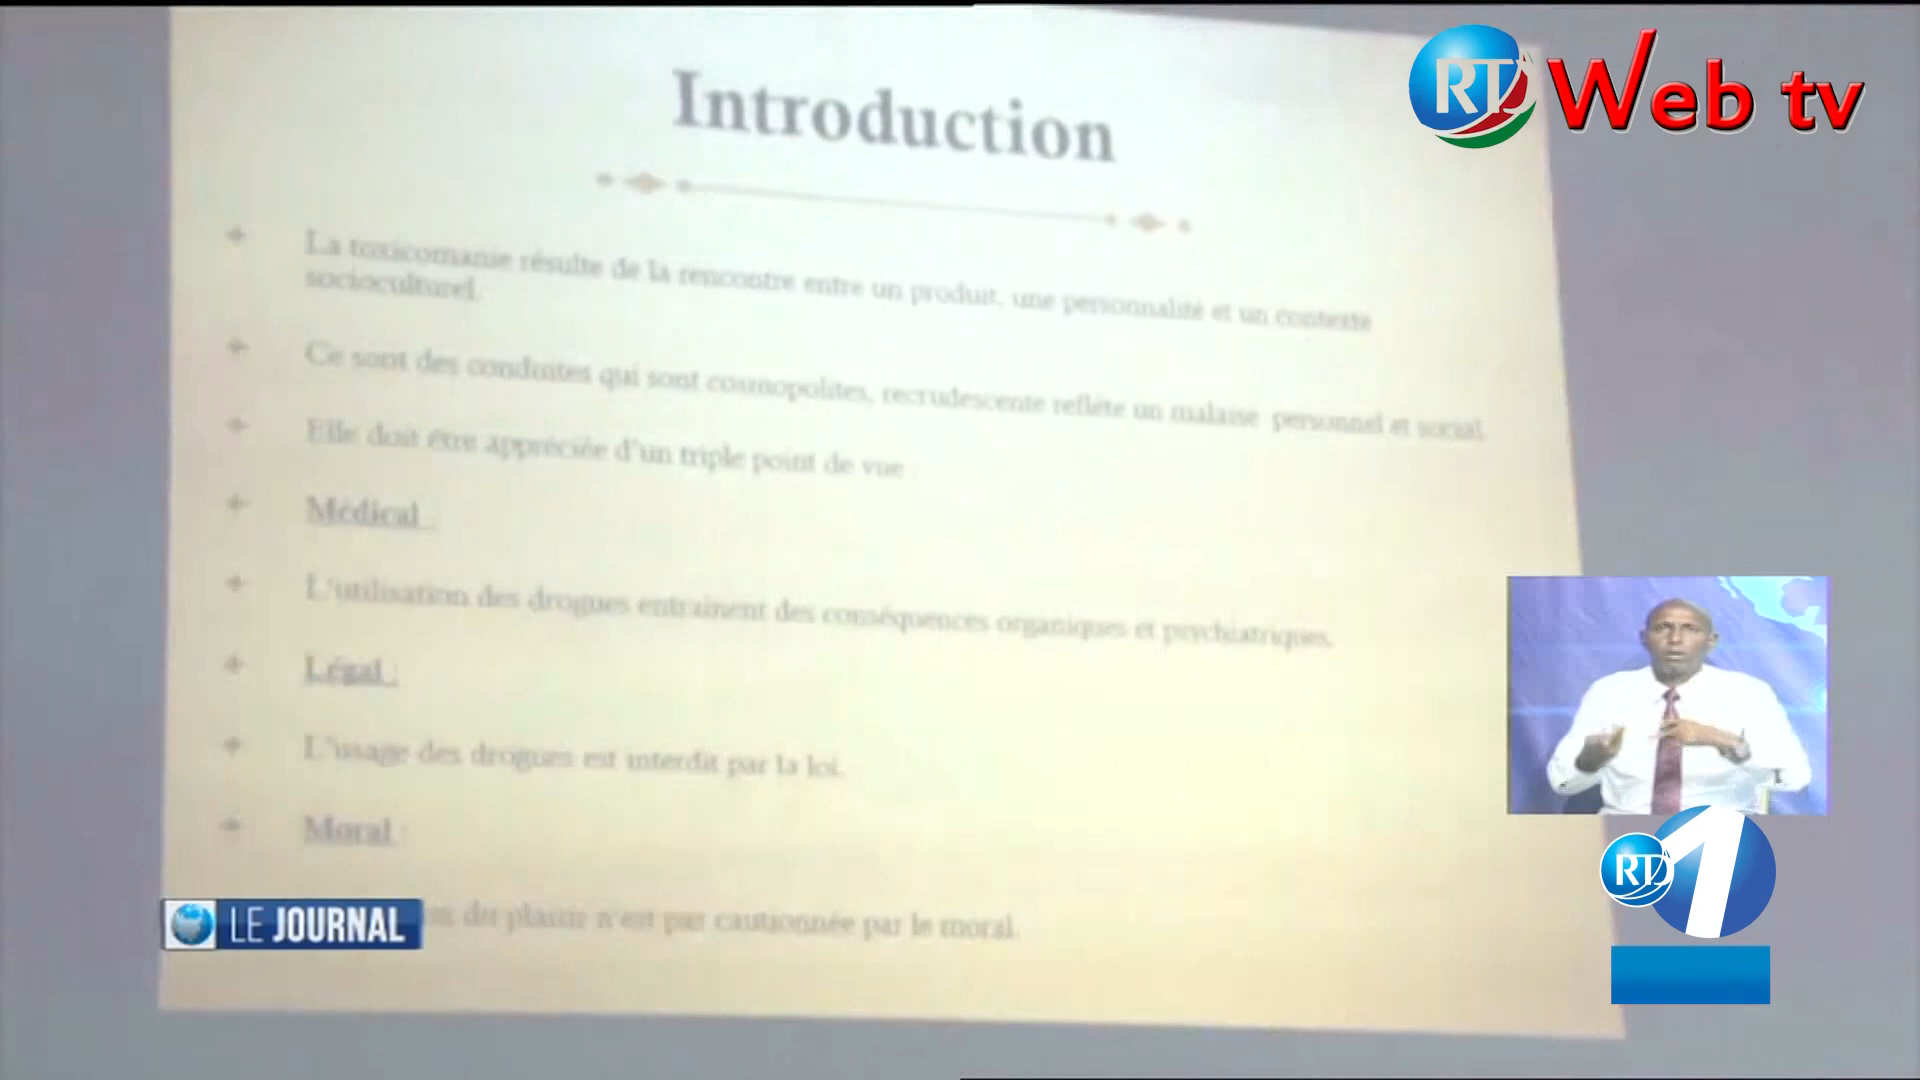 RTD Web tv
Introduction
La toxicomanie résulte de la rencontre entre un produit, une personnalité et un contexte
socioculturel.
Ce sont des conduites qui sont cosmopolites, recrudescente reflète un malaise personnel et social.
Elle doit être appréciée d'un triple point de vue :
Médical :
L'utilisation des drogues entrainent des conséquences organiques et psychiatriques.
Légal :
L'usage des drogues est interdit par la loi.
Moral :
du plaisir n'est par cautionnée par le moral.
LE JOURNAL
RTD 1